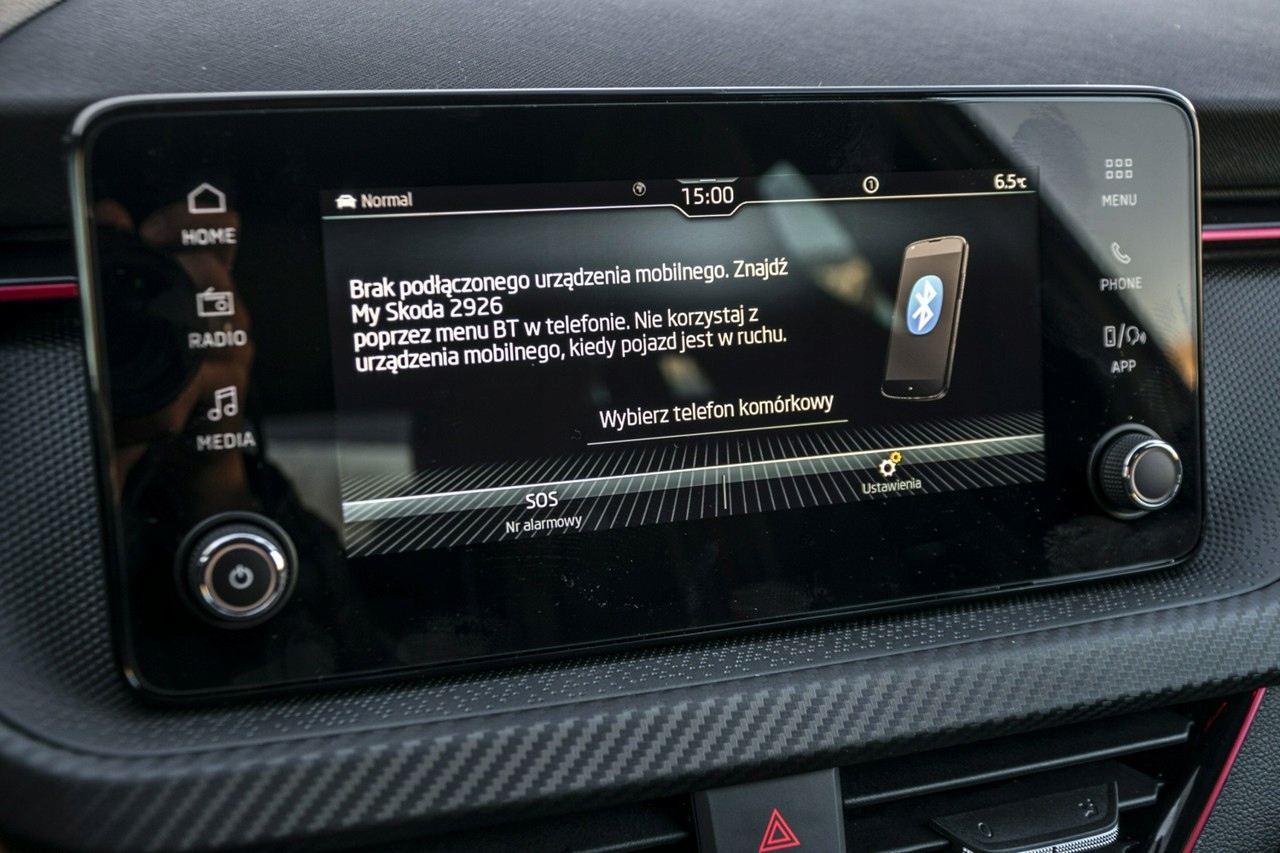 HOME
RADIO
MEDIA
Normal
15:00
1
6.5°C
Brak podłączonego urządzenia mobilnego. Znajdź
My Skoda 2926
poprzez menu BT w telefonie. Nie korzystaj z
urządzenia mobilnego, kiedy pojazd jest w ruchu.
Wybierz telefon komórkowy
SOS
Nr alarmowy
Ustawienia
MENU
PHONE
APP